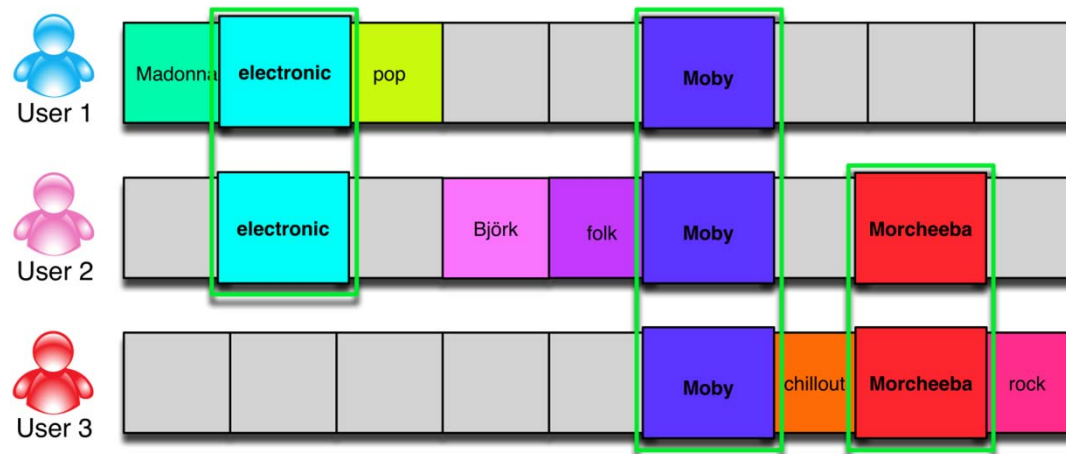 Madonna electronic pop Moby
User 1
electronic Björk folk Moby Morcheeba
User 2
Moby chillout Morcheeba rock
User 3